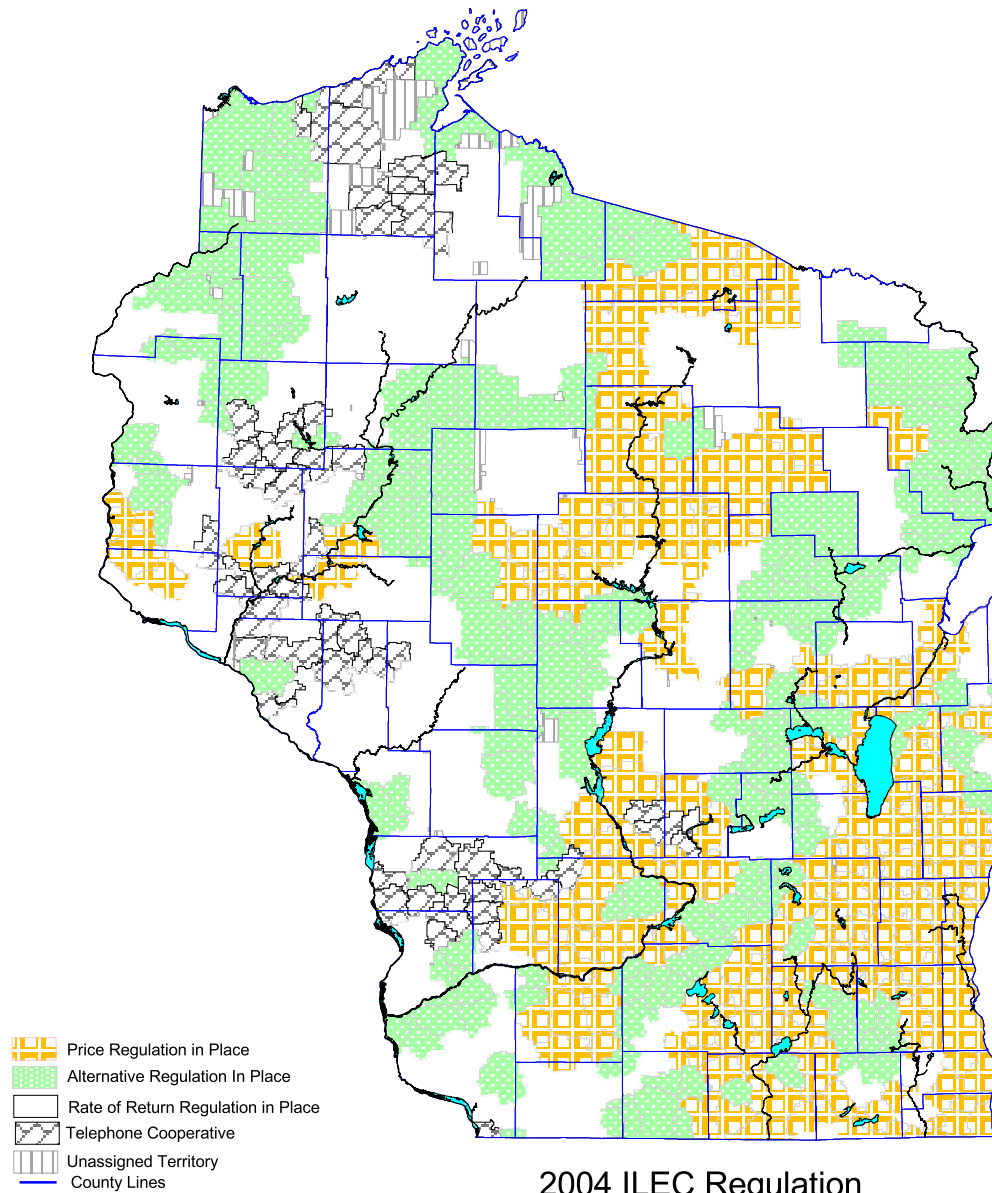 Price Regulation in Place
Alternative Regulation In Place
Rate of Return Regulation in Place
Telephone Cooperative
Unassigned Territory
County Lines
2004 ILEC Regulation